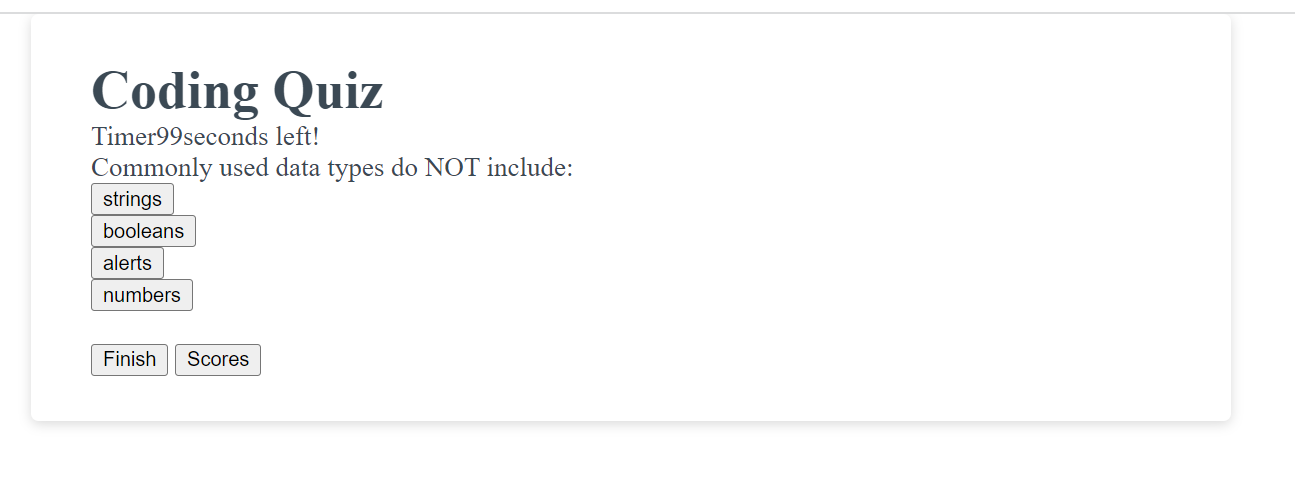 Coding Quiz
Timer99seconds left!
Commonly used data types do NOT include:
strings
booleans
alerts
numbers
Finish Scores